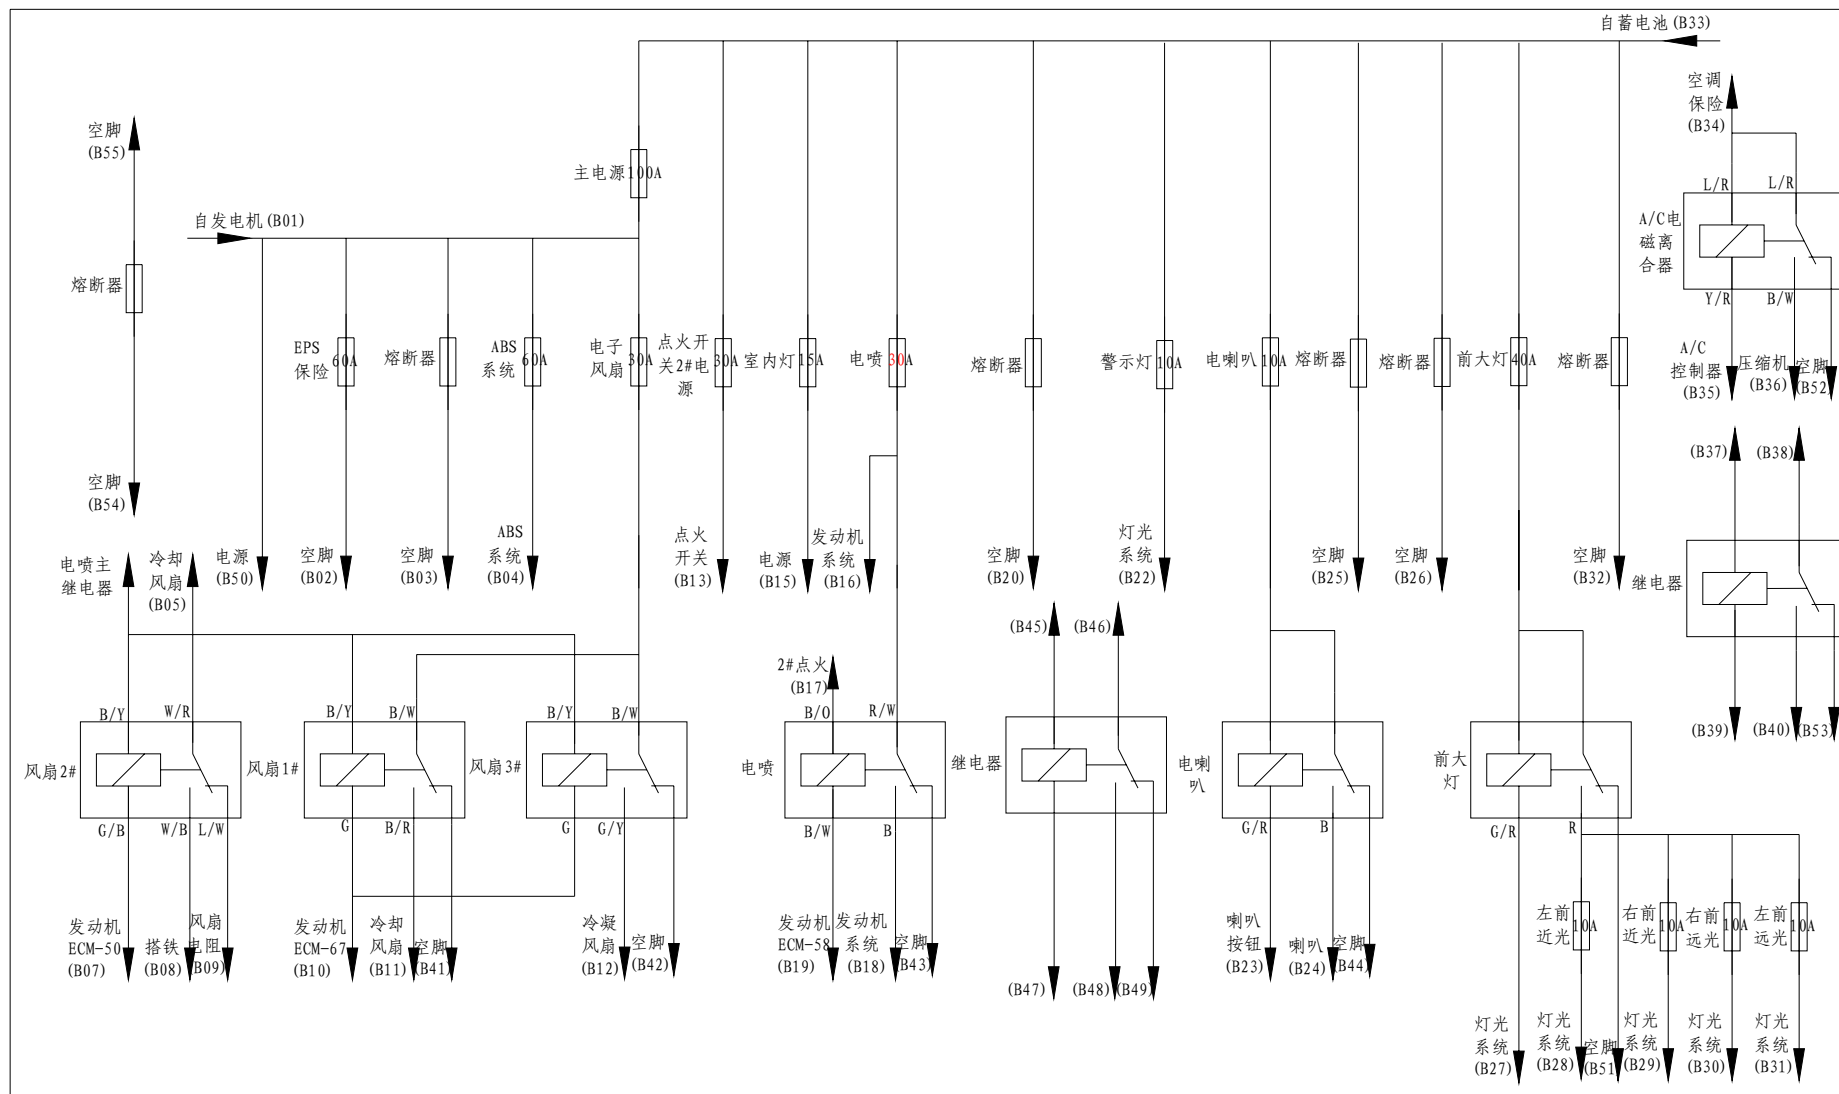 自蓄电池(B33)
空调
保险
(B34)
空脚
(B55)
主电源100A
L/R
L/R
自发电机(B01)
A/C电
磁离
合器
熔断器
Y/R
B/W
EPS
保险
60A
熔断器
ABS
系统
60A
电子
风扇
30A
点火开
关2#电
源
30A
室内灯15A
电喷30A
熔断器
警示灯10A
电喇叭10A
熔断器
熔断器
前大灯40A
熔断器
A/C
控制器
(B35)
压缩机
(B36)
空脚
(B52)
(B37)
(B38)
空脚
(B54)
电喷主
继电器
冷却
风扇
(B05)
电源
(B50)
空脚
(B02)
空脚
(B03)
ABS
系统
(B04)
点火
开关
(B13)
电源
(B15)
发动机
系统
(B16)
空脚
(B20)
灯光
系统
(B22)
空脚
(B25)
空脚
(B26)
空脚
(B32)
继电器
(B45)
(B46)
2#点火
(B17)
B/Y
W/R
B/Y
B/W
B/Y
B/W
B/O
R/W
(B39)
(B40)
(B53)
风扇2#
风扇1#
风扇3#
电喷
继电器
电喇
叭
前大
灯
G/B
W/B
L/W
G
B/R
G
G/Y
B/W
B
G/R
B
G/R
R
发动机
ECM-50
(B07)
搭铁
(B08)
风扇
电阻
(B09)
发动机
ECM-67
(B10)
冷却
风扇
(B11)
空脚
(B41)
冷凝
风扇
(B12)
空脚
(B42)
发动机
ECM-58
(B19)
发动机
系统
(B18)
空脚
(B43)
(B47)
(B48)
(B49)
喇叭
按钮
(B23)
喇叭
(B24)
空脚
(B44)
左前
近光
10A
右前
近光
10A
右前
远光
10A
左前
远光
10A
灯光
系统
(B27)
灯光
系统
(B28)
空脚
(B51
灯光
系统
(B29)
灯光
系统
(B30)
灯光
系统
(B31)